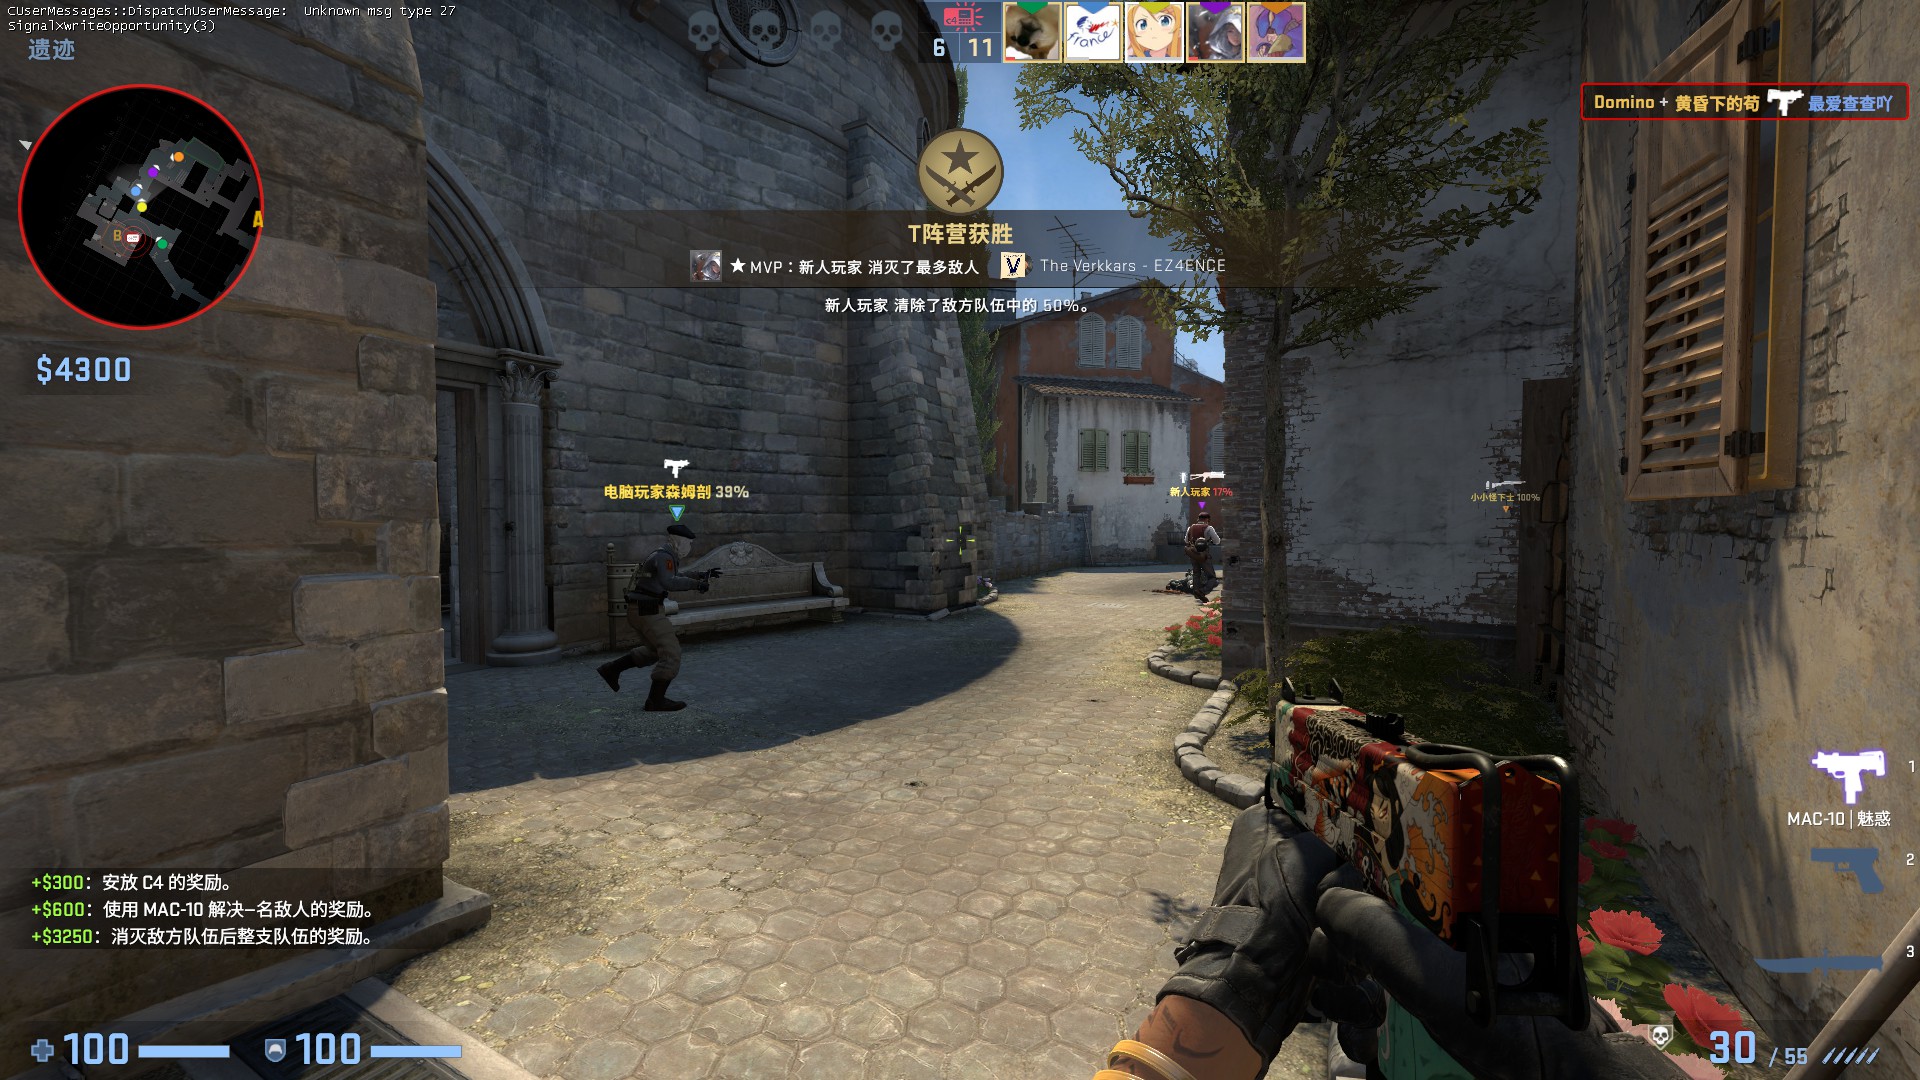 CUserMessages::DispatchUserMessage:  Unknown msg type 27
Signal×WriteOpportunity(3)
遗迹
C4
6 11
france
Domino + 黄昏下的苟 最爱查查吖
A
B
T阵营获胜
★ MVP：新人玩家 消灭了最多敌人 The Verkkars - EZ4ENCE
新人玩家 清除了敌方队伍中的 50%。
$4300
电脑玩家森姆剖 39%
新人玩家 17%
小小怪下士 100%
1
MAC-10 | 魅惑
2
3
+$300：安放 C4 的奖励。
+$600：使用 MAC-10 解决一名敌人的奖励。
+$3250：消灭敌方队伍后整支队伍的奖励。
100 100
30 / 55